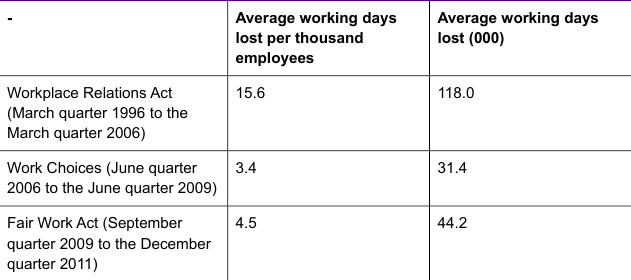 -
Average working days
lost per thousand
employees
Average working days
lost (000)
Workplace Relations Act
(March quarter 1996 to the
March quarter 2006)
15.6
118.0
Work Choices (June quarter
2006 to the June quarter 2009)
3.4
31.4
Fair Work Act (September
quarter 2009 to the December
quarter 2011)
4.5
44.2